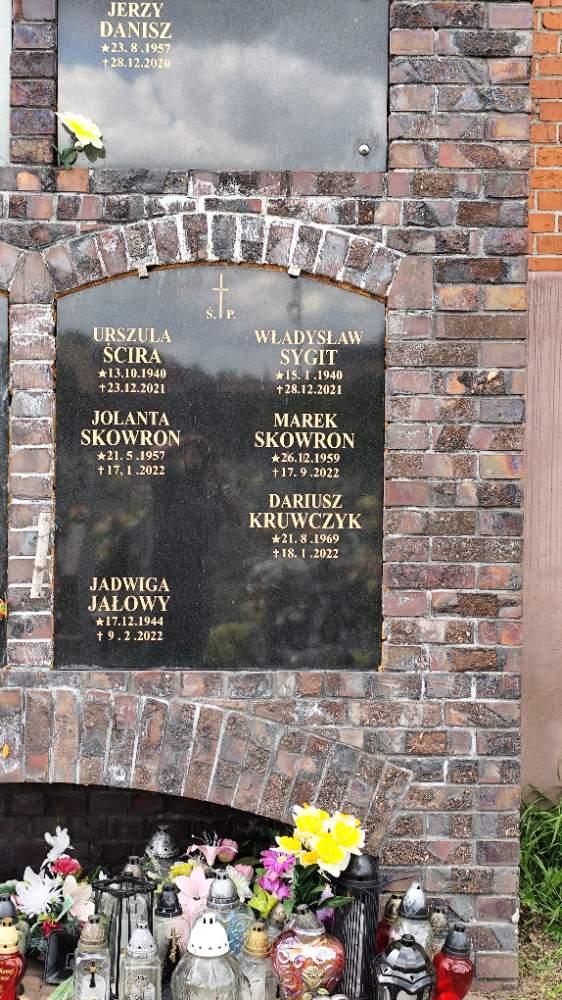 JERZY
DANISZ
★23. 8 .1957
†28.12.2020
Ś. P.
URSZULA
ŚCIRA
★13.10.1940
†23.12.2021
WŁADYSŁAW
SYGIT
★15. 1 .1940
†28.12.2021
JOLANTA
SKOWRON
★21. 5 .1957
†17. 1 .2022
MAREK
SKOWRON
★26.12.1959
†17. 9 .2022
DARIUSZ
KRUWCZYK
★21. 8 .1969
†18. 1 .2022
JADWIGA
JAŁOWY
★17.12.1944
† 9 . 2 .2022